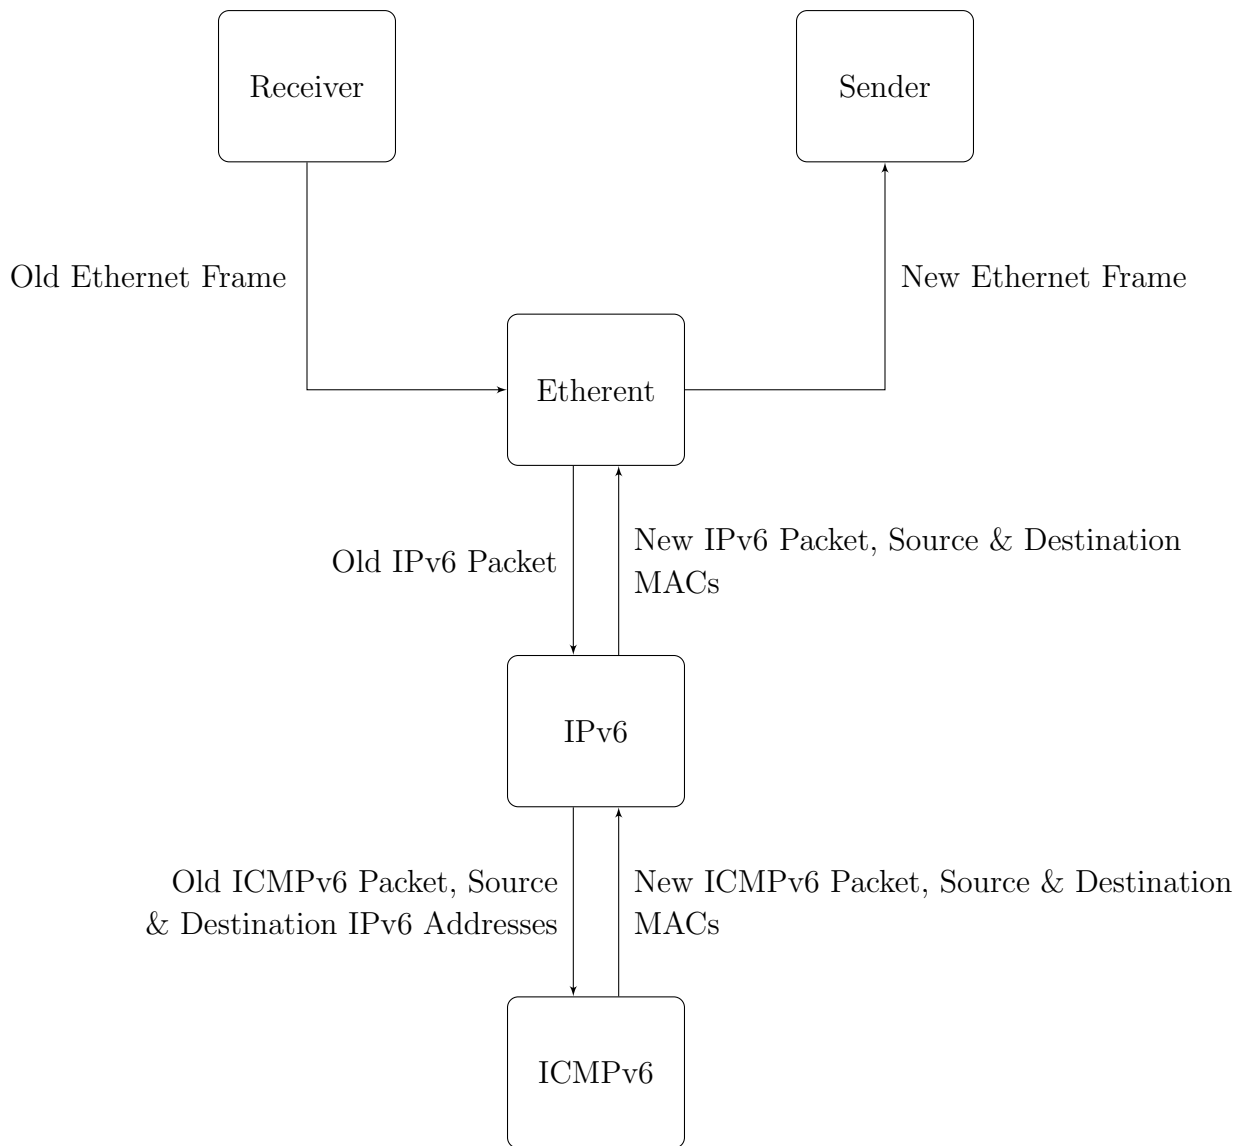 Receiver
Sender
Old Ethernet Frame
New Ethernet Frame
Etherent
Old IPv6 Packet
New IPv6 Packet, Source & Destination
MACs
IPv6
Old ICMPv6 Packet, Source
& Destination IPv6 Addresses
New ICMPv6 Packet, Source & Destination
MACs
ICMPv6